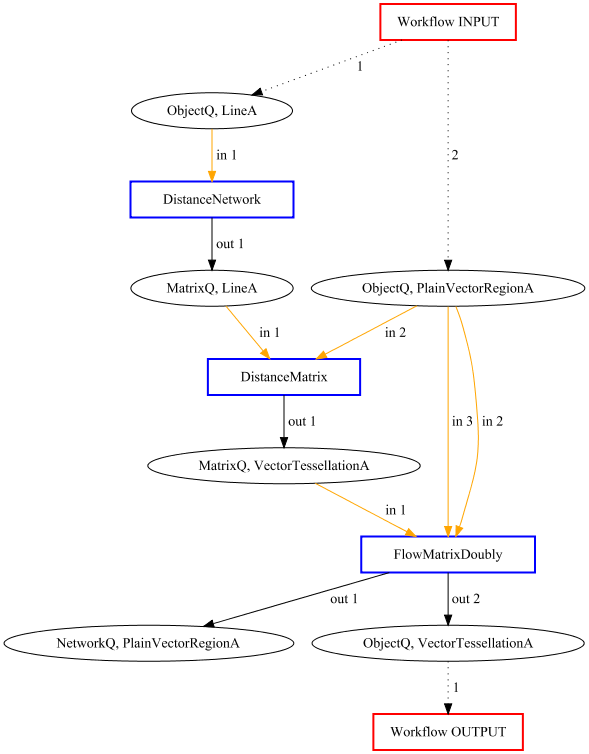 Workflow INPUT
1
ObjectQ, LineA
2
in 1
DistanceNetwork
out 1
MatrixQ, LineA
ObjectQ, PlainVectorRegionA
in 1
in 2
DistanceMatrix
in 3
in 2
out 1
MatrixQ, VectorTessellationA
in 1
FlowMatrixDoubly
out 1
out 2
NetworkQ, PlainVectorRegionA
ObjectQ, VectorTessellationA
1
Workflow OUTPUT